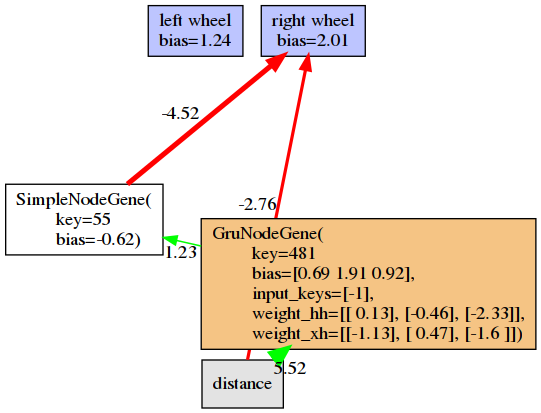 left wheel
bias=1.24
right wheel
bias=2.01
-4.52
SimpleNodeGene(
key=55
bias=-0.62)
-2.76
1.23
GruNodeGene(
key=481
bias=[0.69 1.91 0.92],
input_keys=[-1],
weight_hh=[[ 0.13], [-0.46], [-2.33]],
weight_xh=[[-1.13], [ 0.47], [-1.6 ]])
5.52
distance